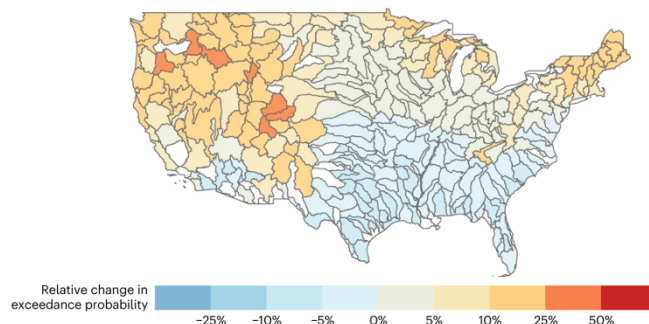 Relative change in
exceedance probability
−25% −10% −5% 0% 5% 10% 25% 50%